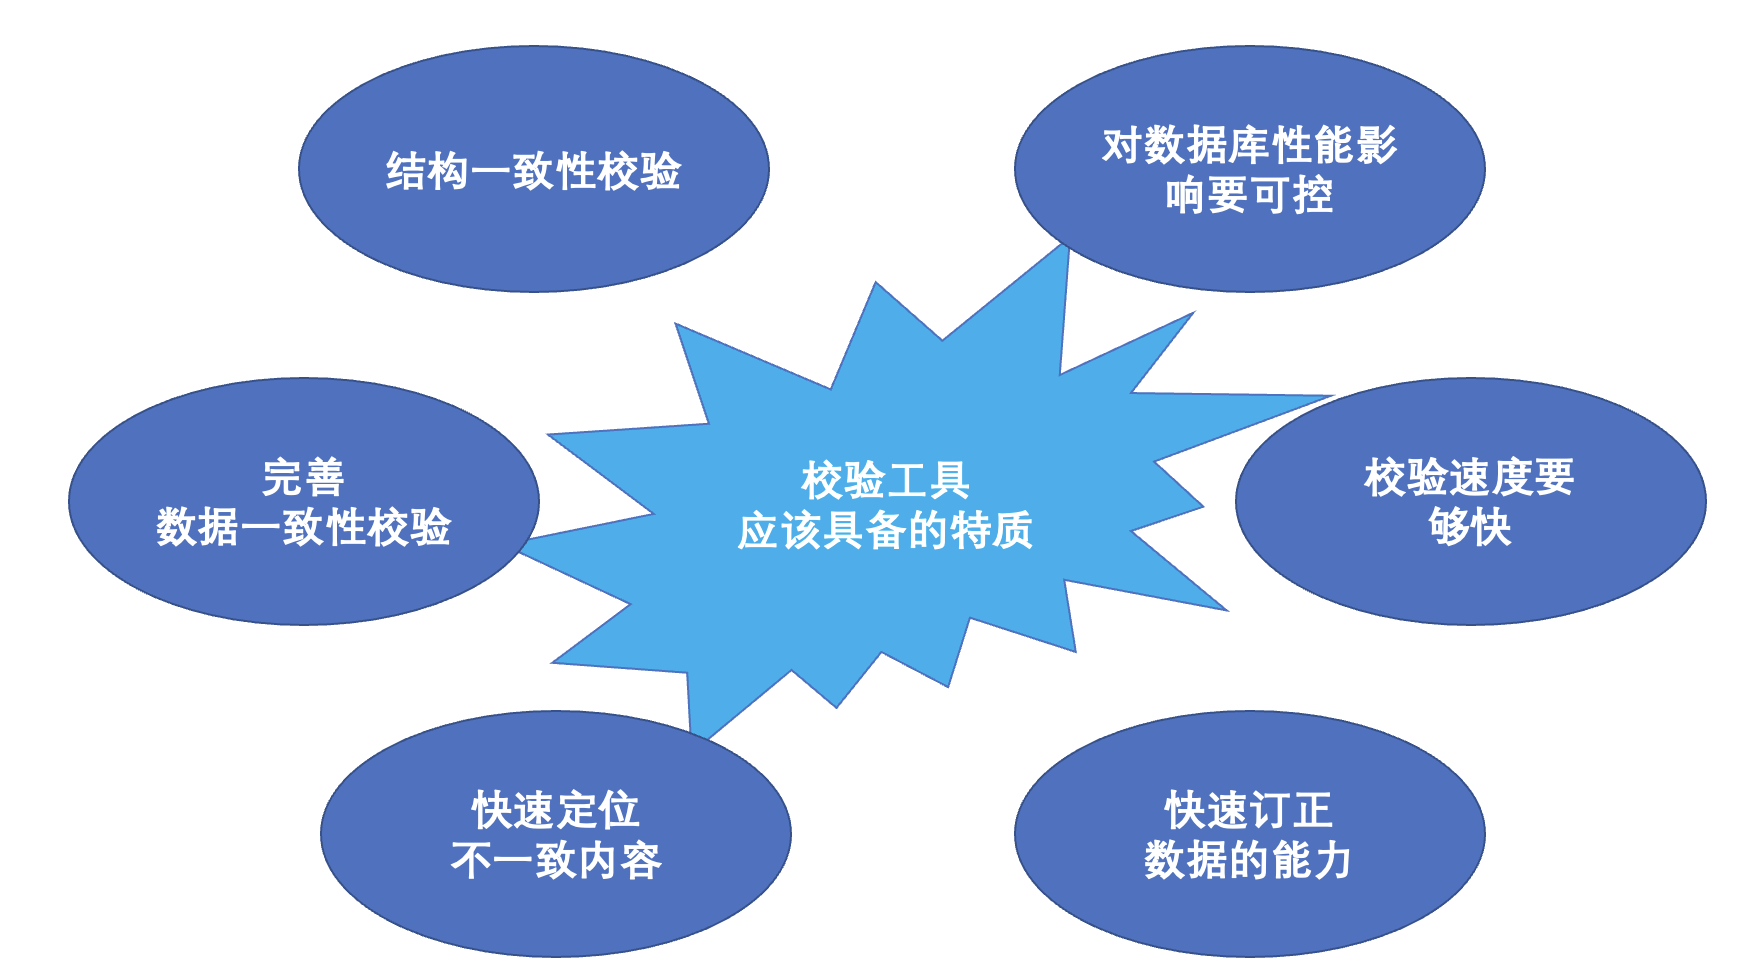 结构一致性校验
对数据库性能影
响要可控
完善
数据一致性校验
校验工具
应该具备的特质
校验速度要
够快
快速定位
不一致内容
快速订正
数据的能力